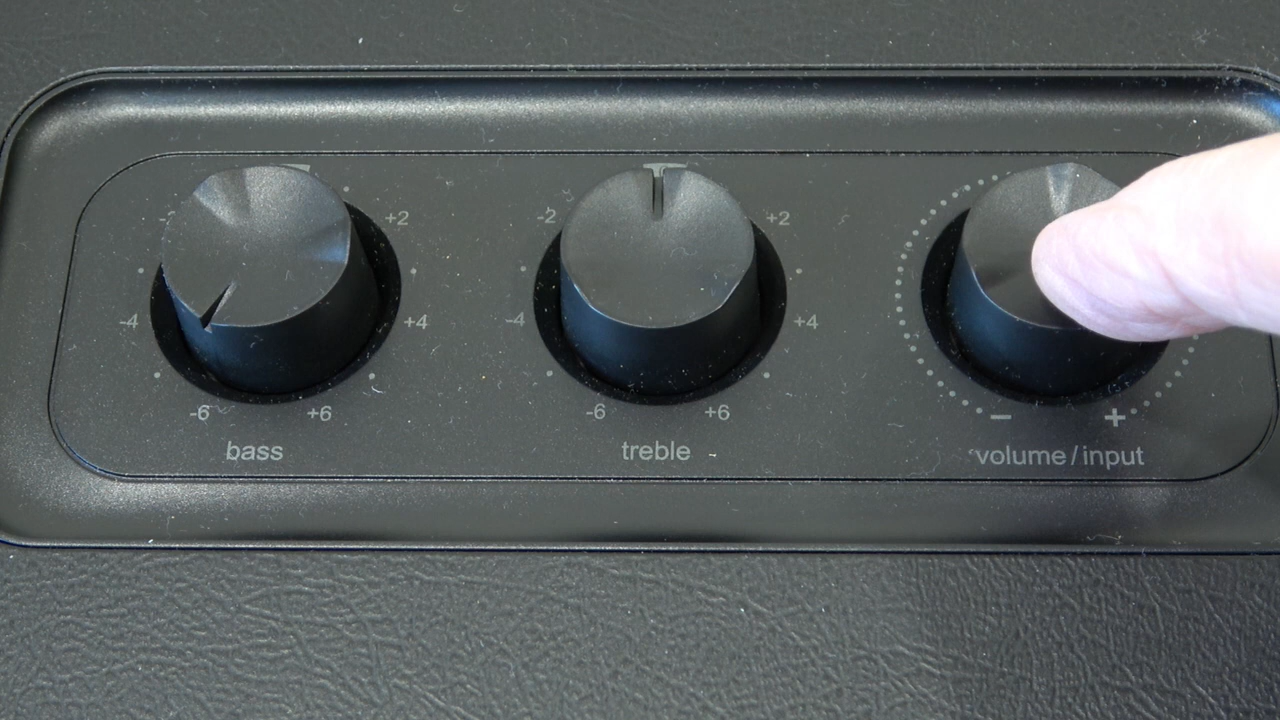 -2 +2 -2 +2
-4 +4 -4 +4
-6 +6 -6 +6 − +
bass treble volume/input